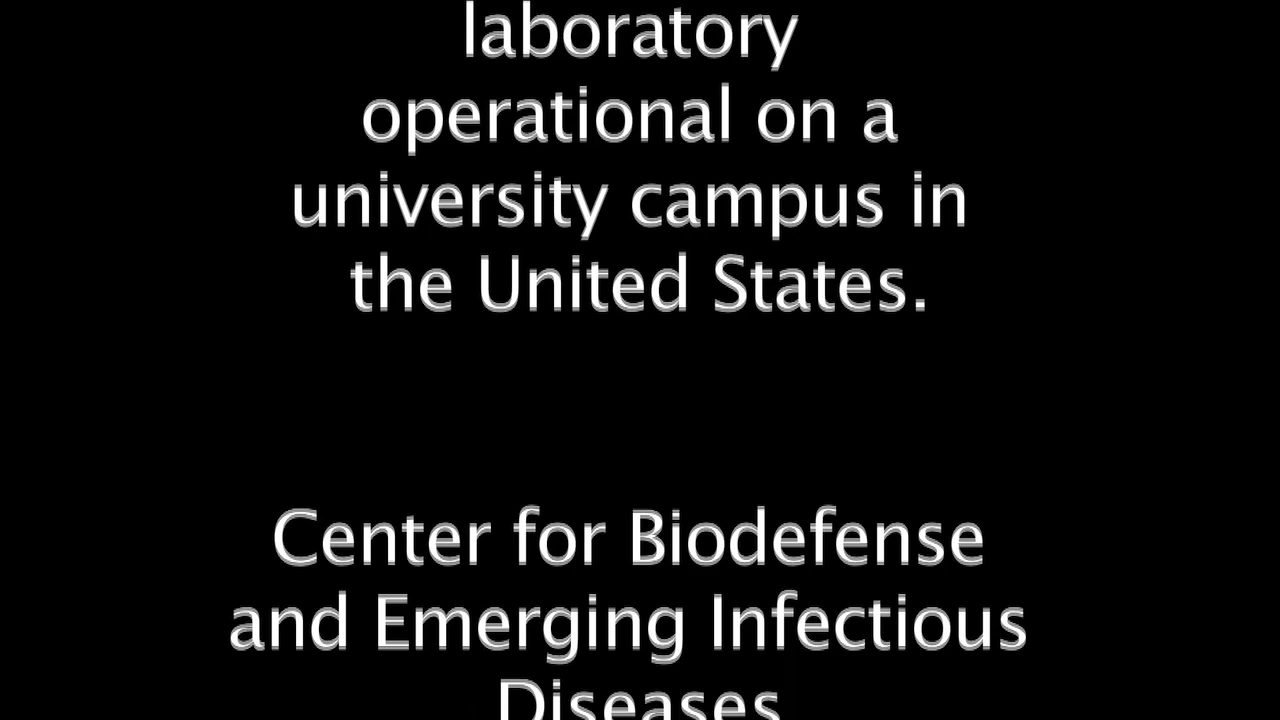 laboratory
operational on a
university campus in
the United States.
Center for Biodefense
and Emerging Infectious
Diseases